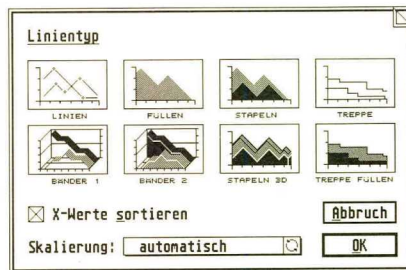 Linientyp
LINIEN FÜLLEN STAPELN TREPPE
BÄNDER 1 BÄNDER 2 STAPELN 3D TREPPE FÜLLEN
X-Werte sortieren Abbruch
Skalierung: automatisch OK